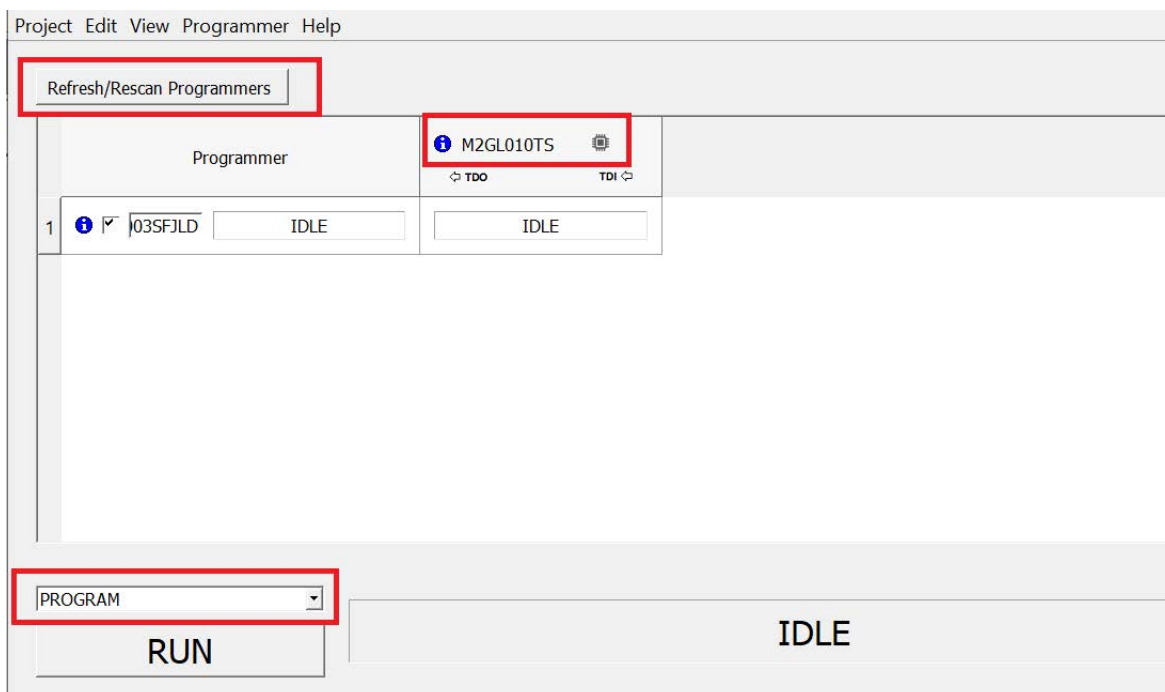 Project Edit View Programmer Help
Refresh/Rescan Programmers
Programmer
M2GL010TS
TDO TDI
1 03SFJLD IDLE IDLE
PROGRAM
RUN
IDLE